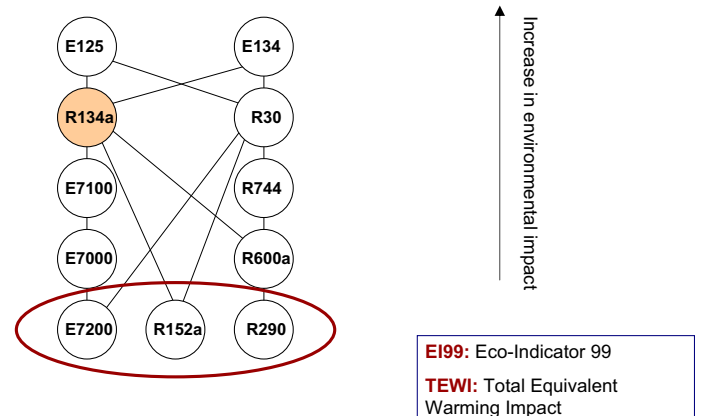 E125
E134
R134a
R30
E7100
R744
E7000
R600a
E7200
R152a
R290
Increase in environmental impact
EI99: Eco-Indicator 99
TEWI: Total Equivalent
Warming Impact